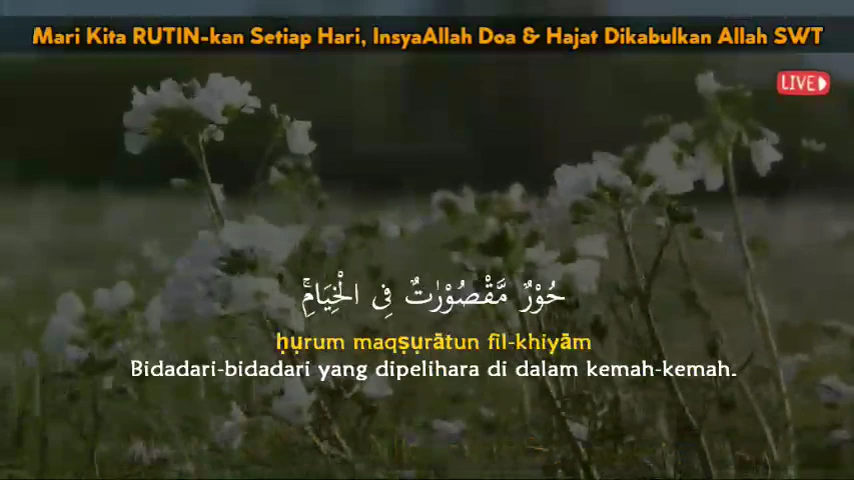 Mari Kita RUTIN-kan Setiap Hari, InsyaAllah Doa & Hajat Dikabulkan Allah SWT
LIVE
حُوْرٌ مَّقْصُوْرٰتٌ فِى الْخِيَامِۚ
ḥụrum maqṣụrātun fil-khiyām
Bidadari-bidadari yang dipelihara di dalam kemah-kemah.